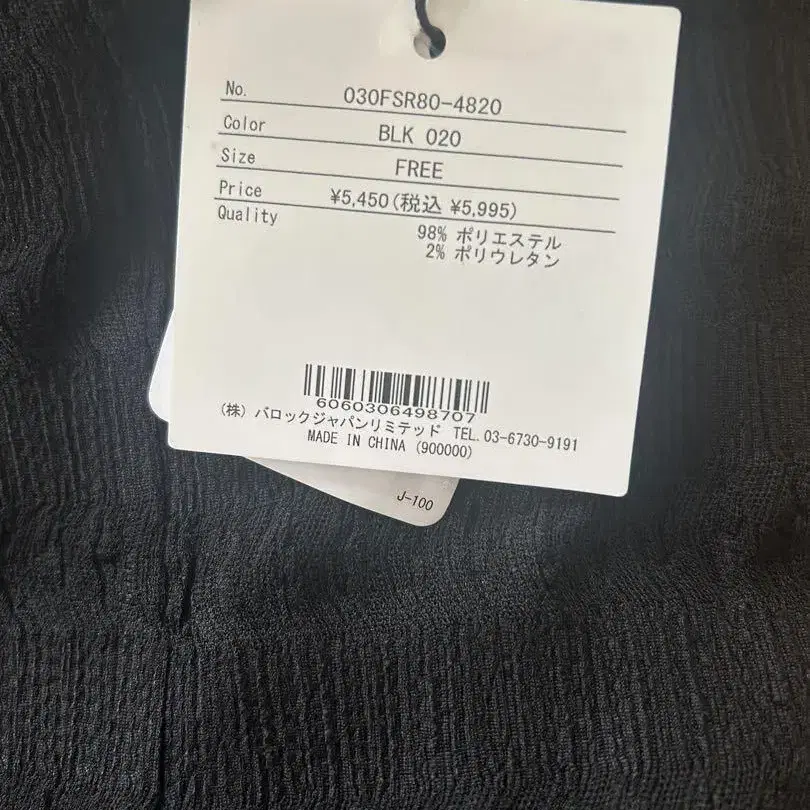 No. 030FSR80-4820
Color BLK 020
Size FREE
Price ¥5,450(税込 ¥5,995)
Quality 98% ポリエステル
2% ポリウレタン
6060306498707
(株) バロックジャパンリミテッド TEL. 03-6730-9191
MADE IN CHINA (900000)
J-100